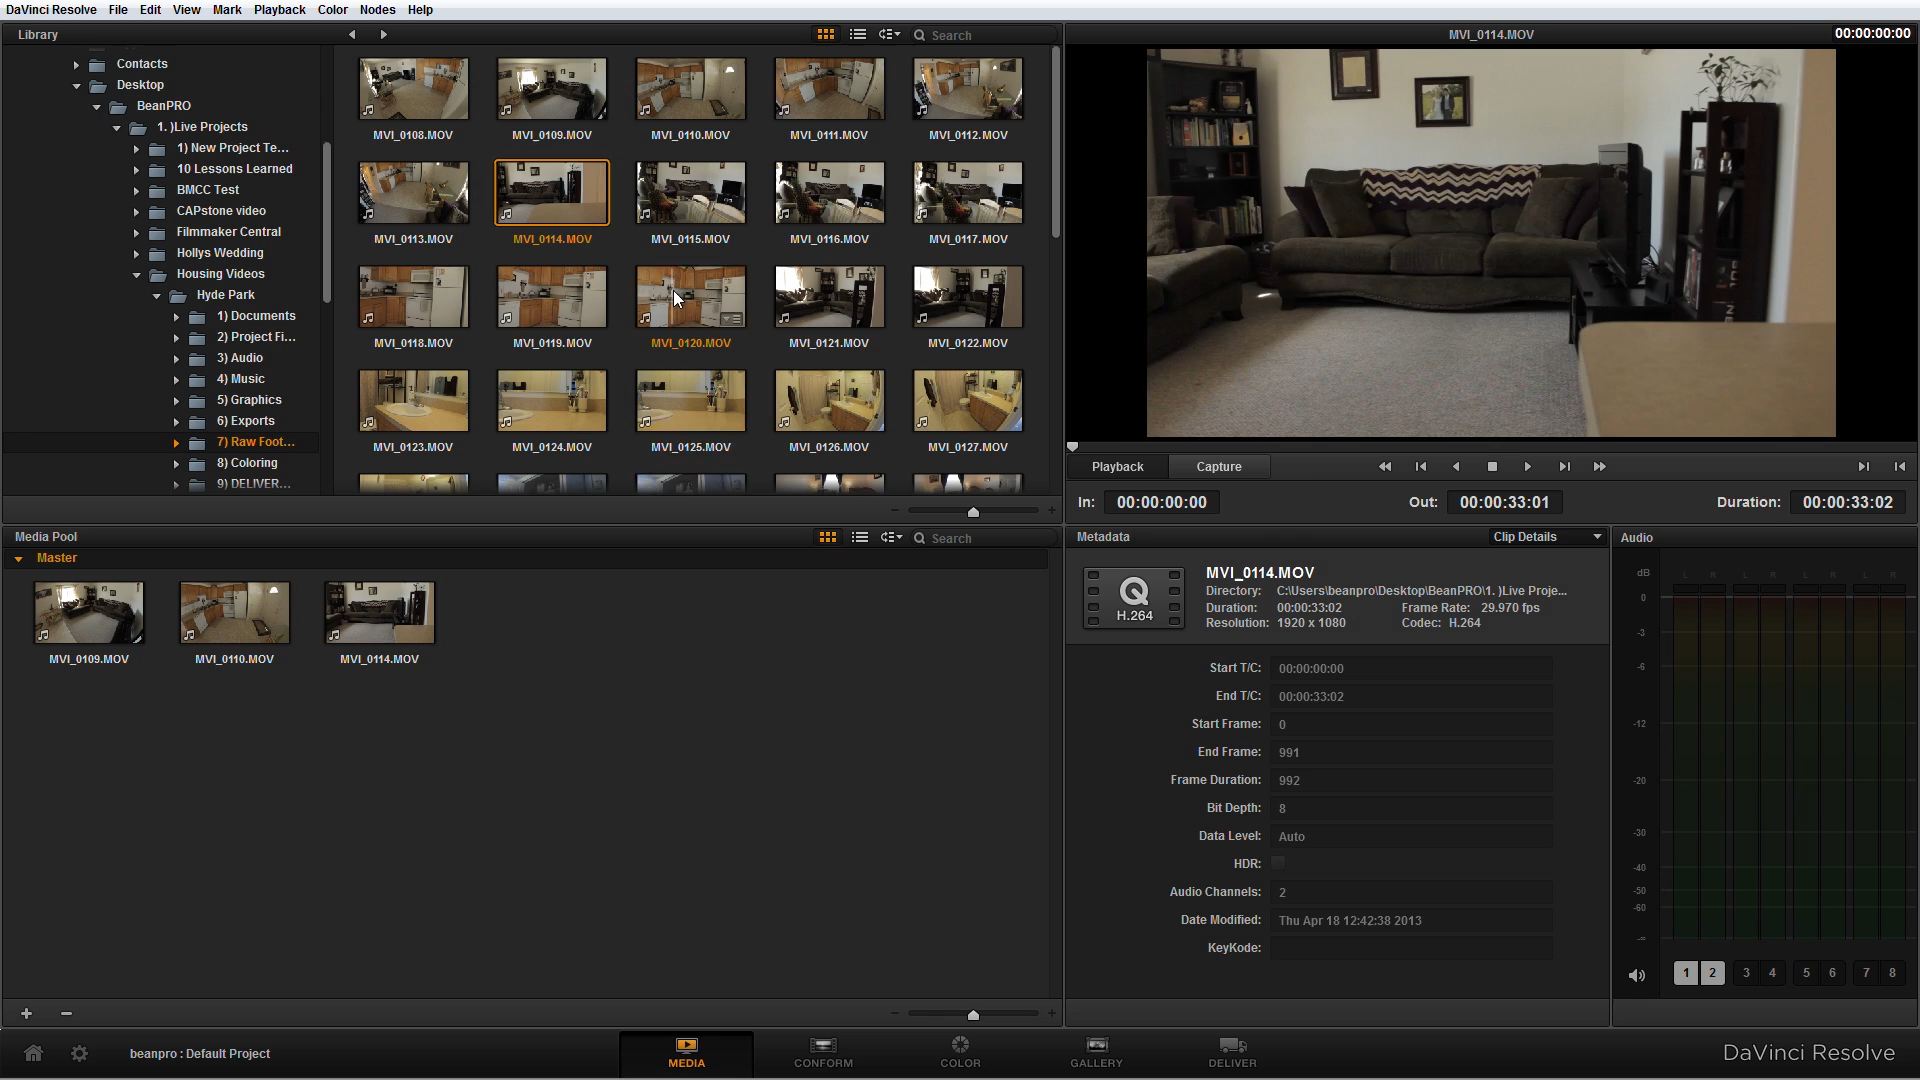 DaVinci Resolve File Edit View Mark Playback Color Nodes Help
Library
Search
MVI_0114.MOV
00:00:00:00
Contacts
Desktop
BeanPRO
1. )Live Projects
1) New Project Te...
10 Lessons Learned
BMCC Test
CAPstone video
Filmmaker Central
Hollys Wedding
Housing Videos
Hyde Park
1) Documents
2) Project Fi...
3) Audio
4) Music
5) Graphics
6) Exports
7) Raw Foot...
8) Coloring
9) DELIVER...
MVI_0108.MOV MVI_0109.MOV MVI_0110.MOV MVI_0111.MOV MVI_0112.MOV
MVI_0113.MOV MVI_0114.MOV MVI_0115.MOV MVI_0116.MOV MVI_0117.MOV
MVI_0118.MOV MVI_0119.MOV MVI_0120.MOV MVI_0121.MOV MVI_0122.MOV
MVI_0123.MOV MVI_0124.MOV MVI_0125.MOV MVI_0126.MOV MVI_0127.MOV
Playback Capture
In: 00:00:00:00 Out: 00:00:33:01 Duration: 00:00:33:02
Media Pool
Search
Master
MVI_0109.MOV MVI_0110.MOV MVI_0114.MOV
Metadata
Clip Details
MVI_0114.MOV
Directory: C:\Users\beanpro\Desktop\BeanPRO\1. )Live Proje...
Duration: 00:00:33:02 Frame Rate: 29.970 fps
Resolution: 1920 x 1080 Codec: H.264
H.264
Start T/C: 00:00:00:00
End T/C: 00:00:33:02
Start Frame: 0
End Frame: 991
Frame Duration: 992
Bit Depth: 8
Data Level: Auto
HDR:
Audio Channels: 2
Date Modified: Thu Apr 18 12:42:38 2013
KeyKode:
Audio
dB L R L R L R L R
0
-3
-6
-12
-20
-30
-40
-50
-60
-∞
1 2 3 4 5 6 7 8
beanpro : Default Project
MEDIA CONFORM COLOR GALLERY DELIVER
DaVinci Resolve